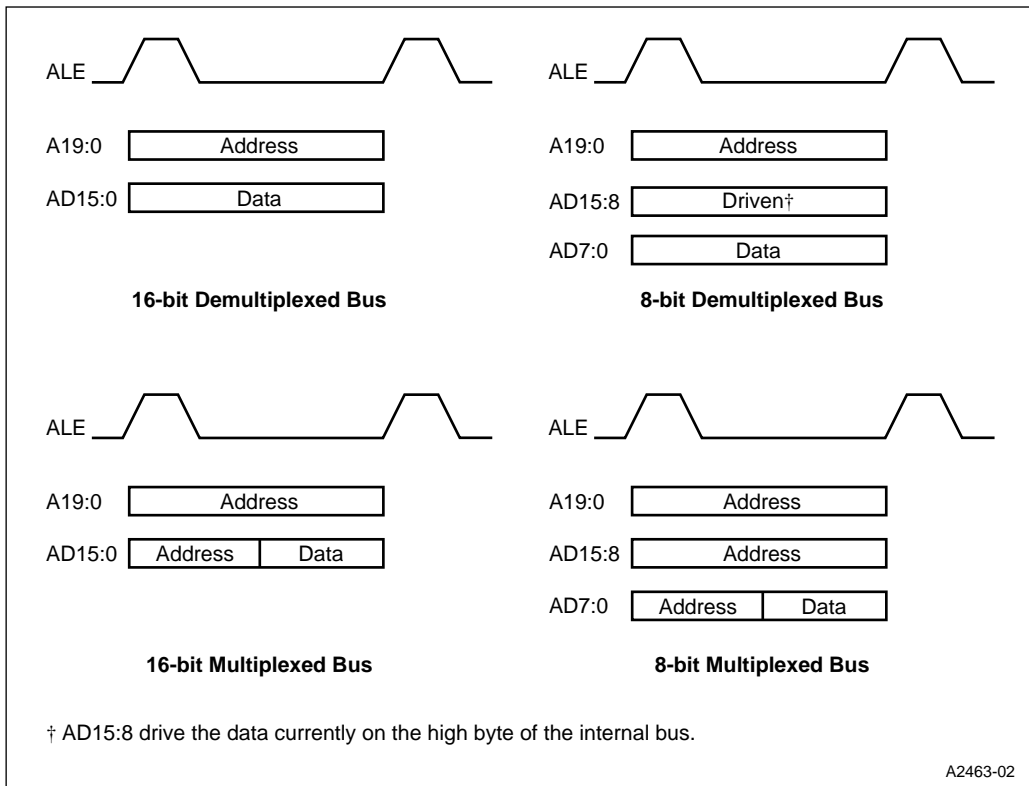 ALE
A19:0 Address
AD15:0 Data
16-bit Demultiplexed Bus
ALE
A19:0 Address
AD15:8 Driven†
AD7:0 Data
8-bit Demultiplexed Bus
ALE
A19:0 Address
AD15:0 Address Data
16-bit Multiplexed Bus
ALE
A19:0 Address
AD15:8 Address
AD7:0 Address Data
8-bit Multiplexed Bus
† AD15:8 drive the data currently on the high byte of the internal bus.
A2463-02